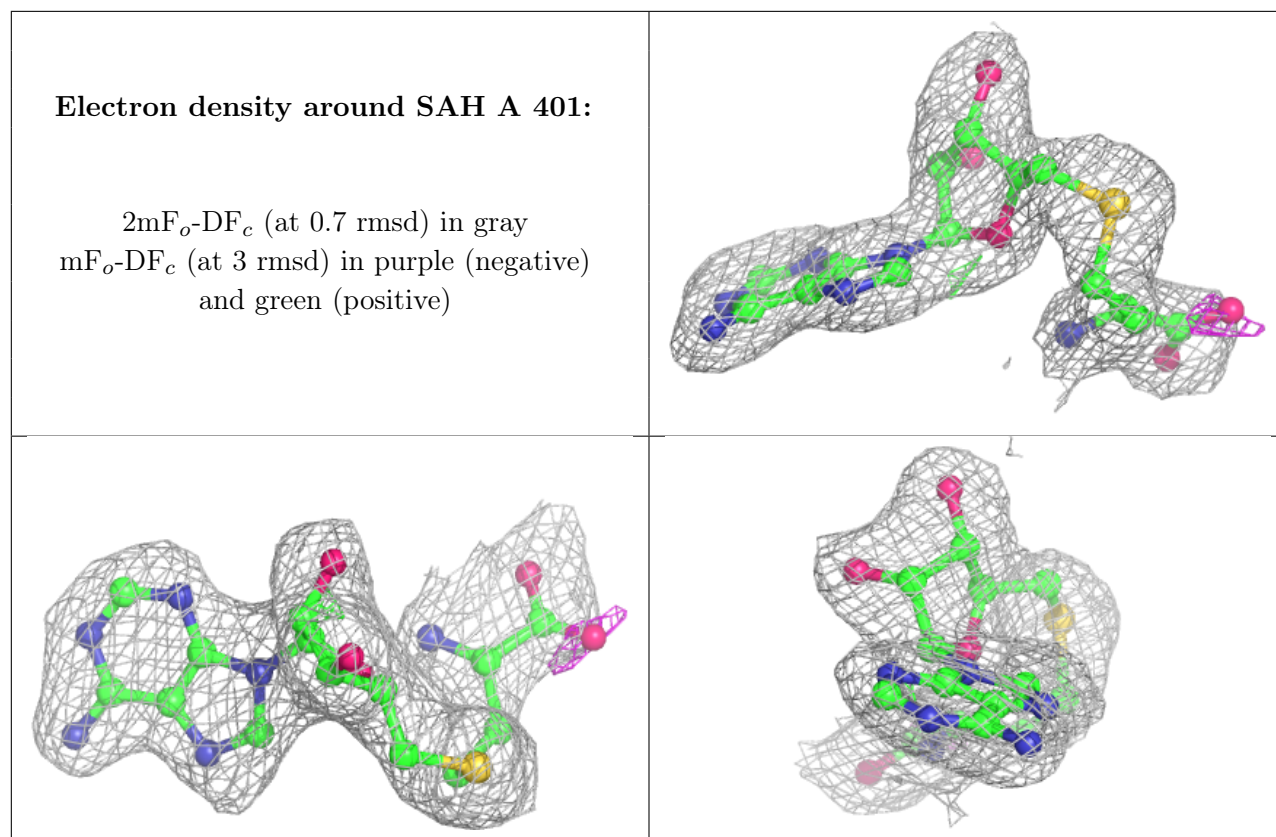 Electron density around SAH A 401:
2mFₒ-DF𝒸 (at 0.7 rmsd) in gray
mFₒ-DF𝒸 (at 3 rmsd) in purple (negative)
and green (positive)